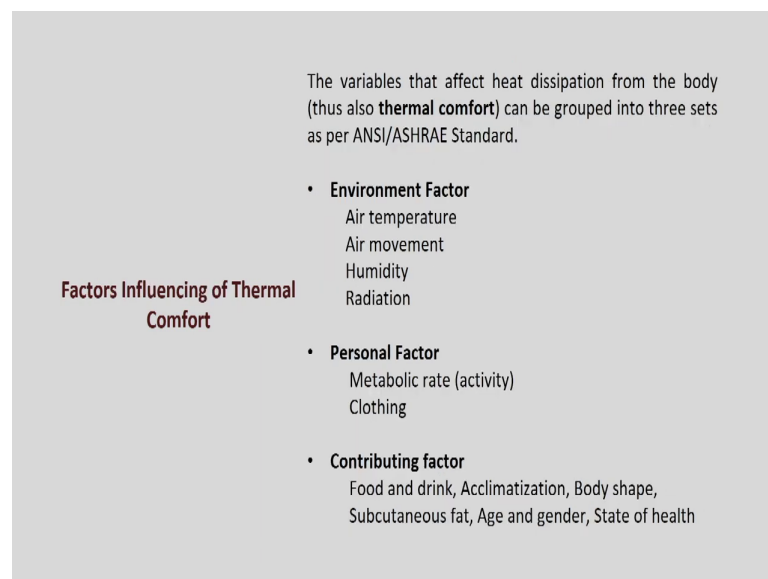 The variables that affect heat dissipation from the body
(thus also thermal comfort) can be grouped into three sets
as per ANSI/ASHRAE Standard.
• Environment Factor
Air temperature
Air movement
Humidity
Radiation
Factors Influencing of Thermal
Comfort
• Personal Factor
Metabolic rate (activity)
Clothing
• Contributing factor
Food and drink, Acclimatization, Body shape,
Subcutaneous fat, Age and gender, State of health